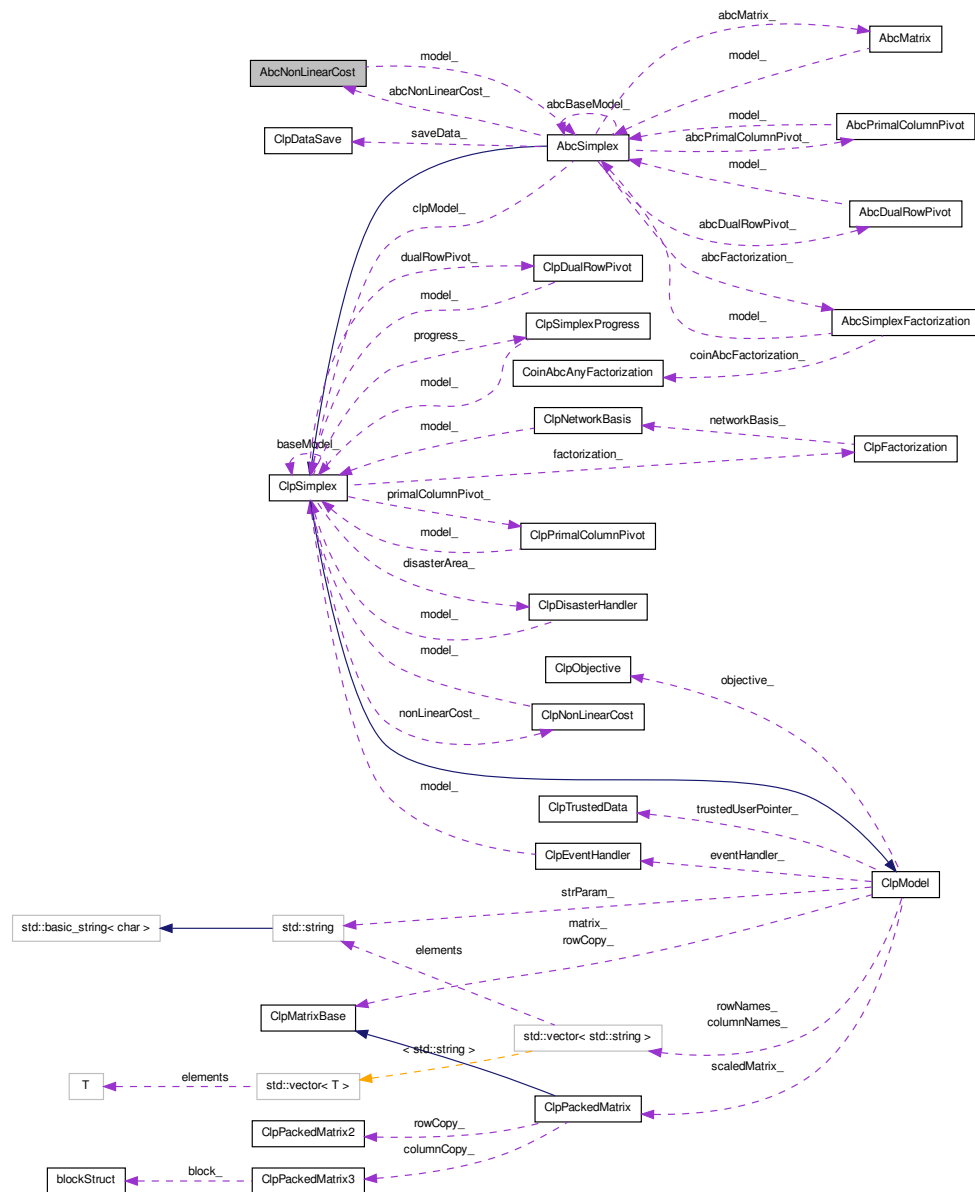 abcMatrix_
AbcMatrix
model_
model_
AbcNonLinearCost
abcNonLinearCost_
abcBaseModel_
model_
AbcPrimalColumnPivot
ClpDataSave
saveData_
abcPrimalColumnPivot_
AbcSimplex
model_
clpModel_
abcDualRowPivot_
AbcDualRowPivot
dualRowPivot_
abcFactorization_
ClpDualRowPivot
model_
ClpSimplexProgress
AbcSimplexFactorization
progress_
model_
coinAbcFactorization_
CoinAbcAnyFactorization
model_
ClpNetworkBasis
networkBasis_
model_
baseModel_
ClpFactorization
factorization_
ClpSimplex
primalColumnPivot_
model_
ClpPrimalColumnPivot
disasterArea_
ClpDisasterHandler
model_
model_
ClpObjective
objective_
nonLinearCost_
ClpNonLinearCost
model_
ClpTrustedData
trustedUserPointer_
ClpEventHandler
eventHandler_
ClpModel
strParam_
std::basic_string< char >
std::string
matrix_
rowCopy_
elements
ClpMatrixBase
rowNames_
columnNames_
std::vector< std::string >
< std::string >
scaledMatrix_
T
elements
std::vector< T >
ClpPackedMatrix
rowCopy_
ClpPackedMatrix2
columnCopy_
blockStruct
block_
ClpPackedMatrix3